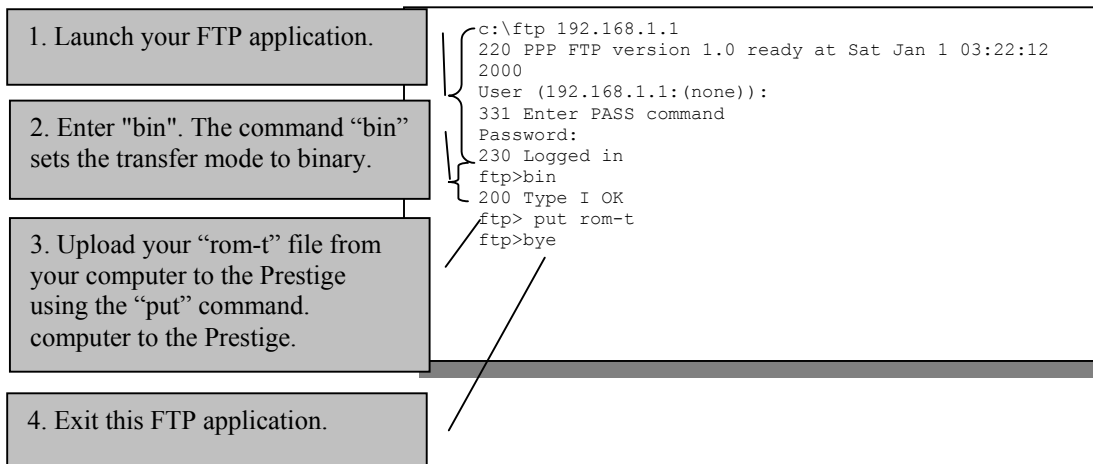 1. Launch your FTP application.
2. Enter "bin". The command “bin”
sets the transfer mode to binary.
3. Upload your “rom-t” file from
your computer to the Prestige
using the “put” command.
computer to the Prestige.
4. Exit this FTP application.
c:\ftp 192.168.1.1
220 PPP FTP version 1.0 ready at Sat Jan 1 03:22:12
2000
User (192.168.1.1:(none)):
331 Enter PASS command
Password:
230 Logged in
ftp>bin
200 Type I OK
ftp> put rom-t
ftp>bye